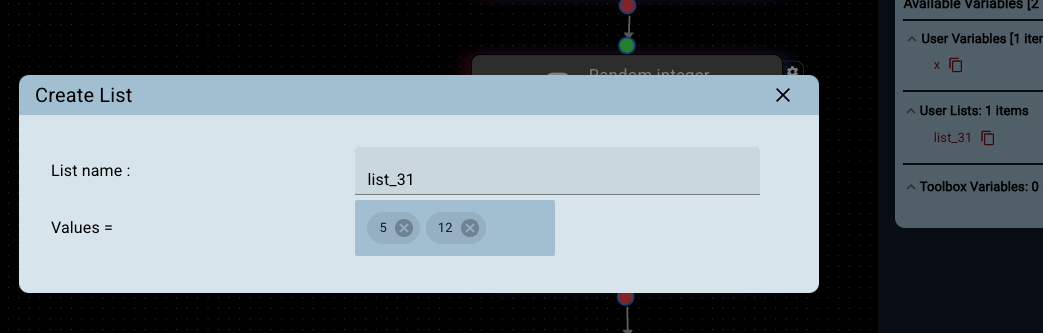 Available Variables [2
User Variables [1 iter
x
User Lists: 1 items
list_31
Toolbox Variables: 0
Random integer
Create List
List name :
list_31
Values =
5 12